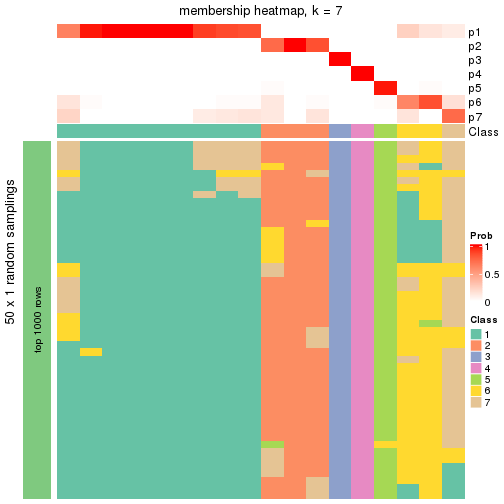 membership heatmap, k = 7
p1
p2
p3
p4
p5
p6
p7
Class
50 x 1 random samplings
top 1000 rows
Prob
1
0.5
0
Class
1
2
3
4
5
6
7